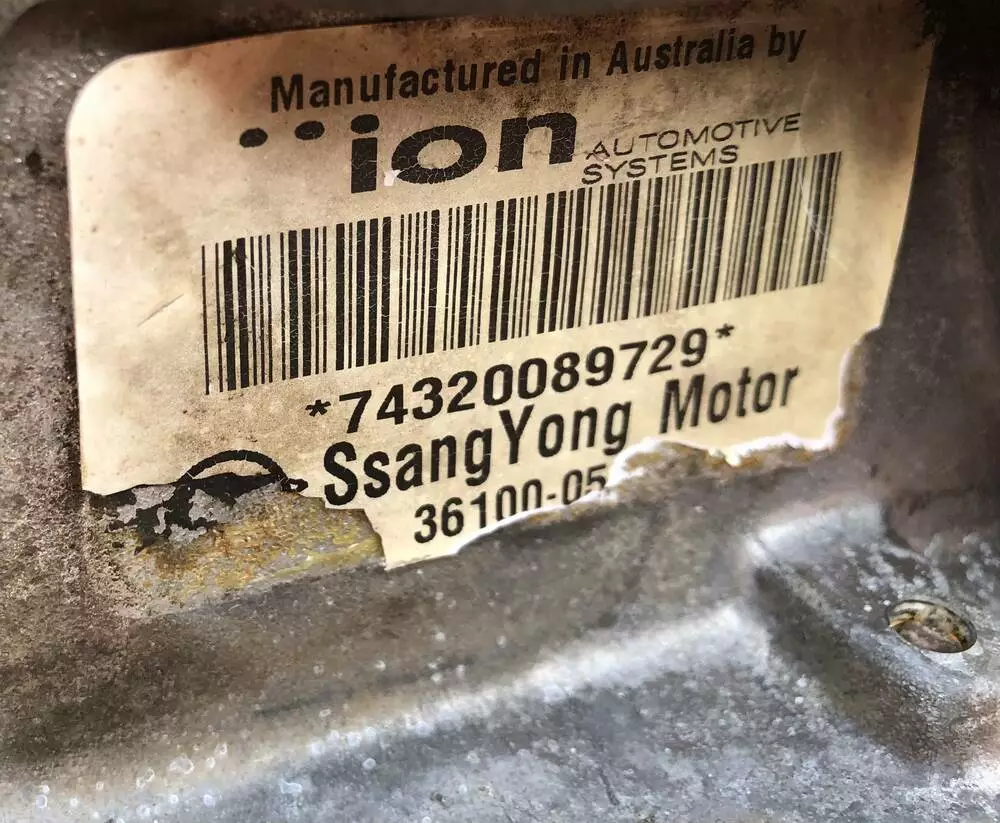 Manufactured in Australia by
ion AUTOMOTIVE
SYSTEMS
*74320089729*
SsangYong Motor
36100-05